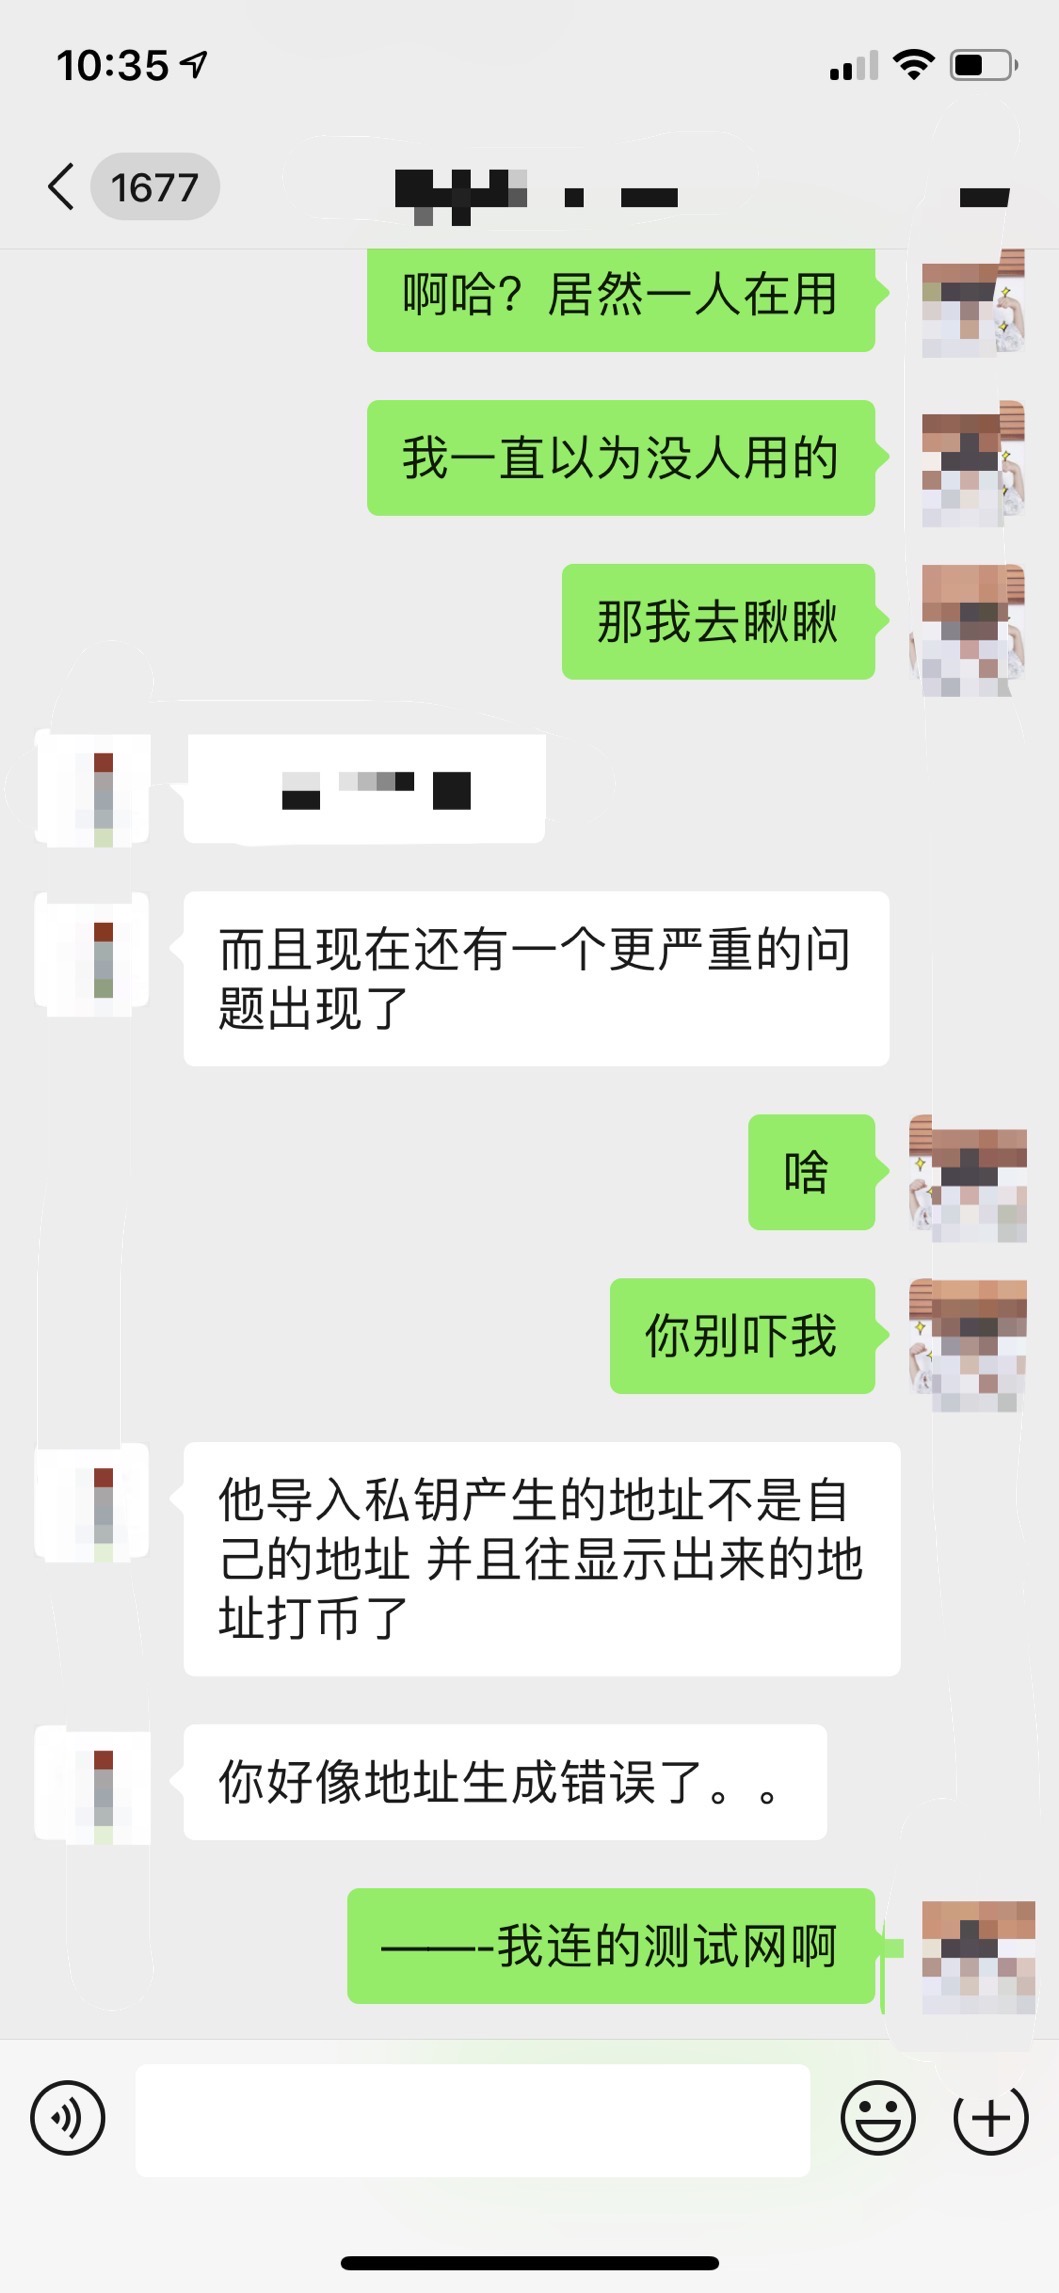 10:35
1677
啊哈？居然一人在用
我一直以为没人用的
那我去瞅瞅
而且现在还有一个更严重的问
题出现了
啥
你别吓我
他导入私钥产生的地址不是自
己的地址 并且往显示出来的地
址打币了
你好像地址生成错误了。。
——-我连的测试网啊